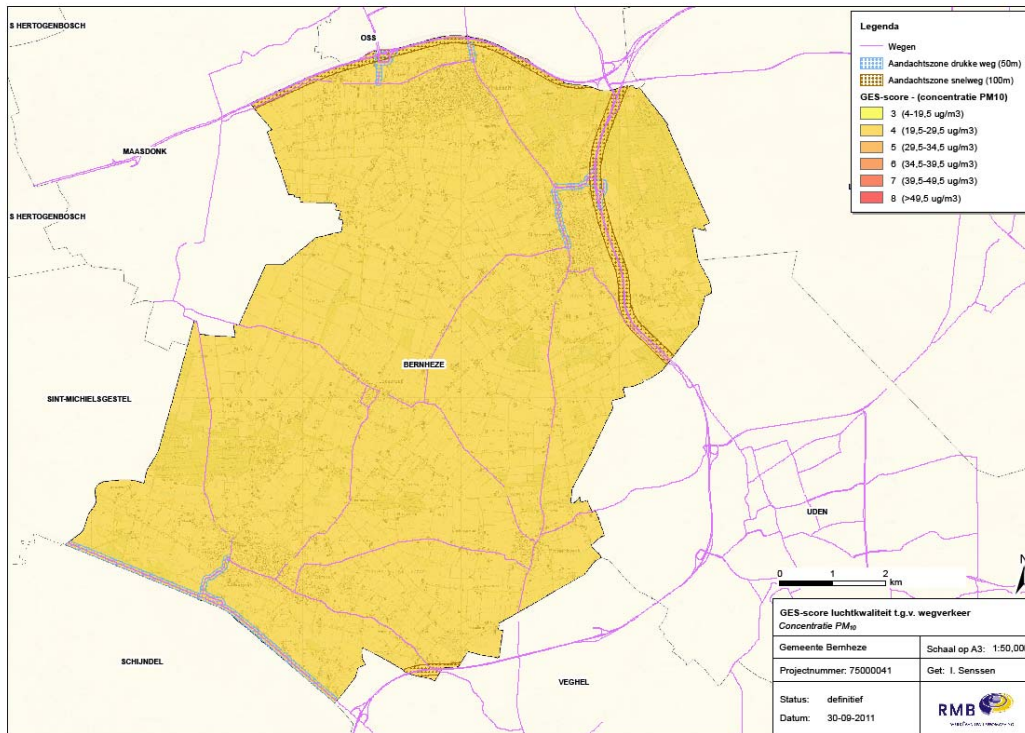 S HERTOGENBOSCH
OSS
MAASDONK
S HERTOGENBOSCH
BERNHEZE
SINT-MICHIELSGESTEL
UDEN
SCHIJNDEL
VEGHEL
Legenda
Wegen
Aandachtszone drukke weg (50m)
Aandachtszone snelweg (100m)
GES-score - (concentratie PM10)
3 (4-19,5 ug/m3)
4 (19,5-29,5 ug/m3)
5 (29,5-34,5 ug/m3)
6 (34,5-39,5 ug/m3)
7 (39,5-49,5 ug/m3)
8 (>49,5 ug/m3)
N
0 1 2
km
GES-score luchtkwaliteit t.g.v. wegverkeer
Concentratie PM₁₀
Gemeente Bernheze
Schaal op A3: 1:50,000
Projectnummer: 75000041
Get: I. Senssen
Status: definitief
Datum: 30-09-2011
RMB